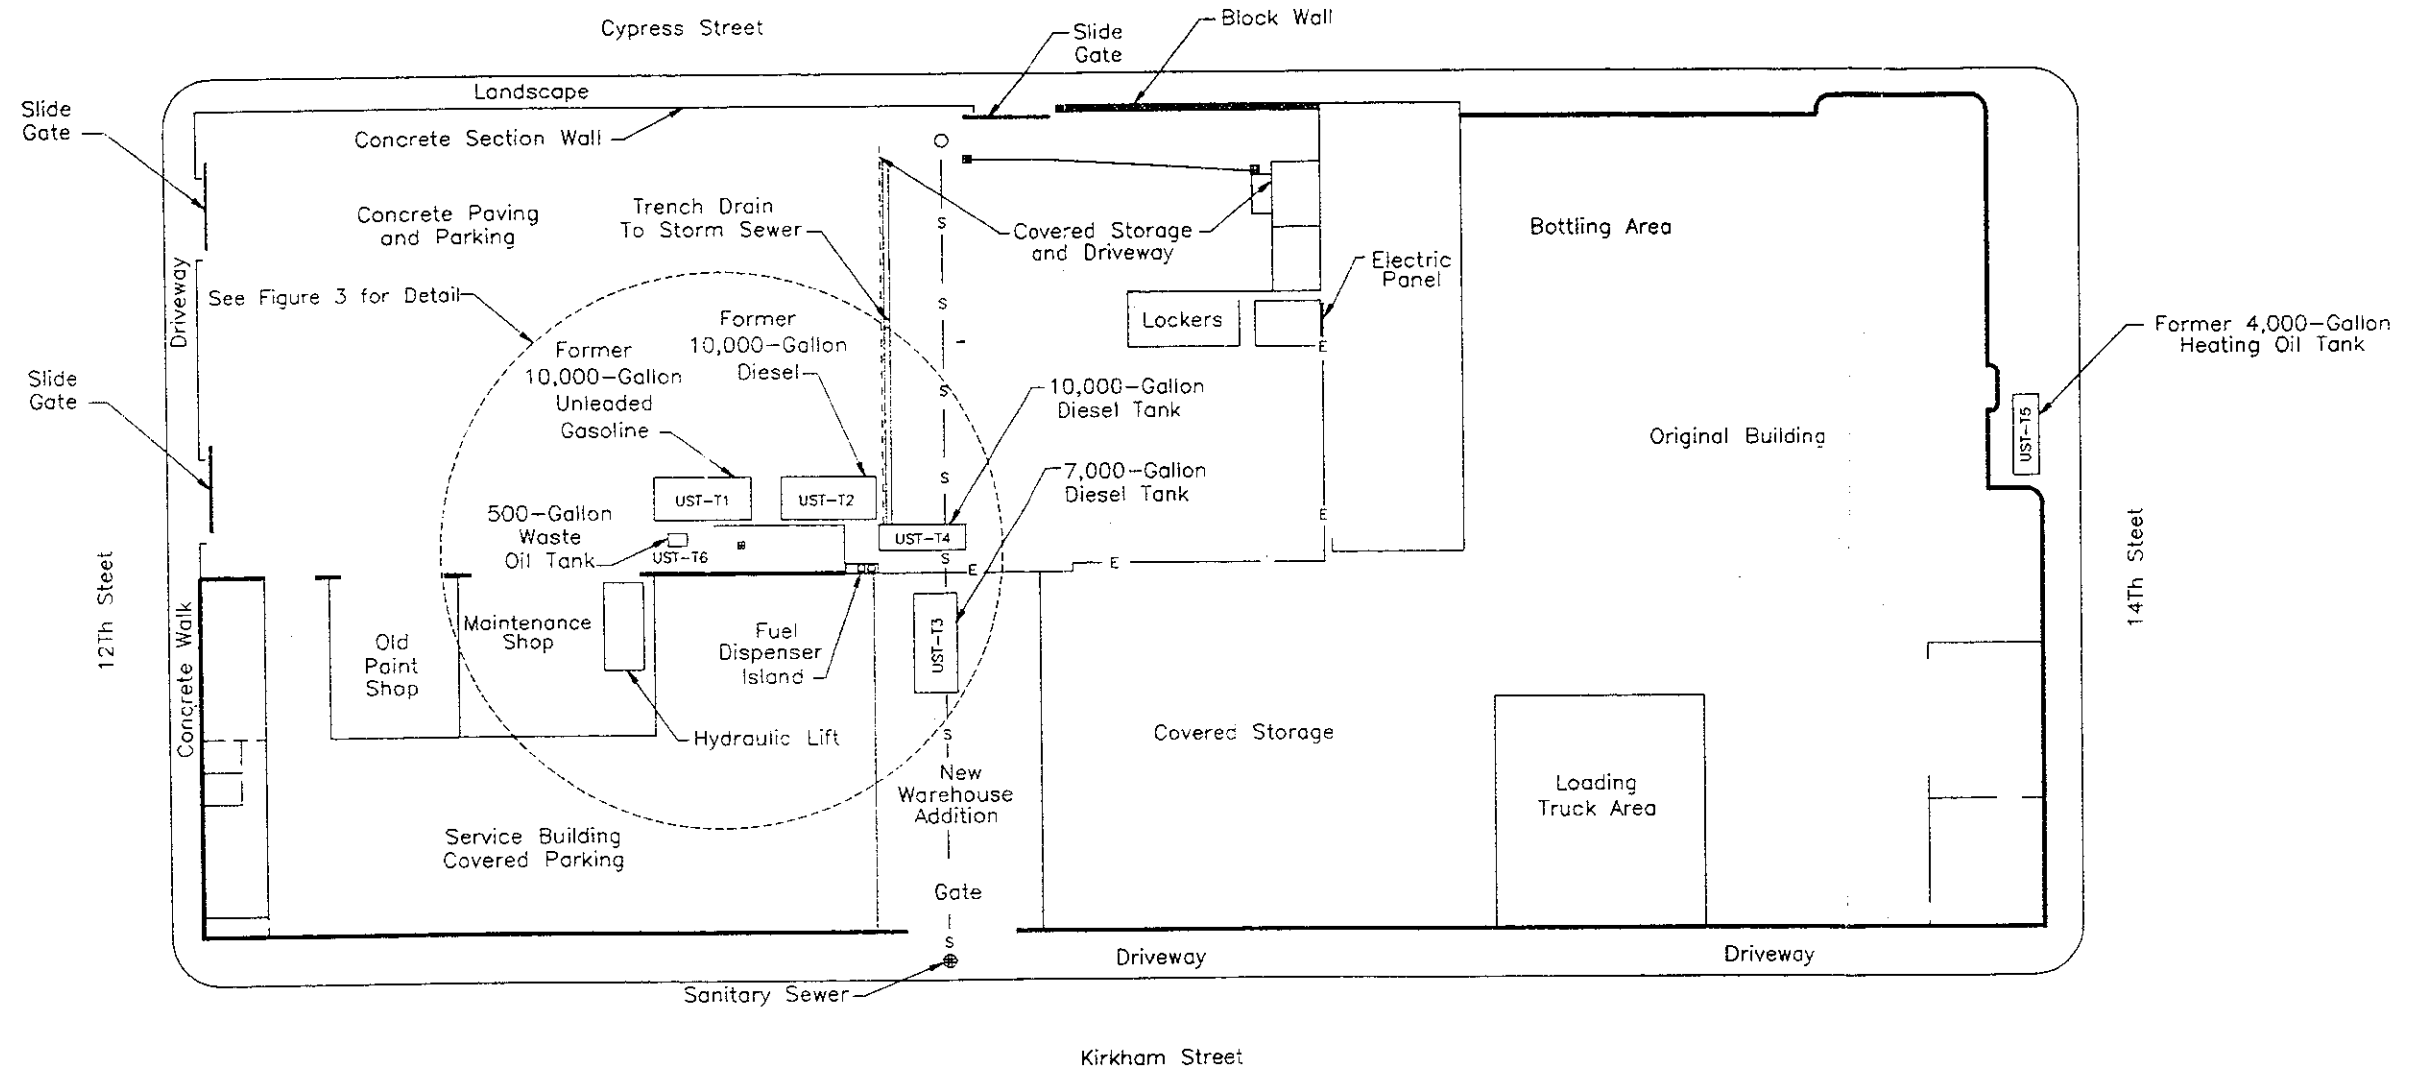 Cypress Street
Block Wall
Slide
Gate
Landscape
Slide
Gate
Concrete Section Wall
Concrete Paving
and Parking
Trench Drain
To Storm Sewer
S
Covered Storage
and Driveway
Bottling Area
Electric
Panel
Driveway
See Figure 3 for Detail
S
Former
10,000-Gallon
Diesel
Lockers
E
Former 4,000-Gallon
Heating Oil Tank
Former
10,000-Gallon
Unleaded
Gasoline
Slide
Gate
S
10,000-Gallon
Diesel Tank
UST-T5
Original Building
7,000-Gallon
Diesel Tank
S
UST-T1
UST-T2
500-Gallon
Waste
Oil Tank
UST-T6
UST-T4
E
S
E
E
12Th Steet
14Th Steet
Concrete Walk
Old
Paint
Shop
Maintenance
Shop
Fuel
Dispenser
Island
UST-T3
Hydraulic Lift
S
Covered Storage
New
Warehouse
Addition
Loading
Truck Area
Service Building
Covered Parking
Gate
S
Driveway
Driveway
Sanitary Sewer
Kirkham Street